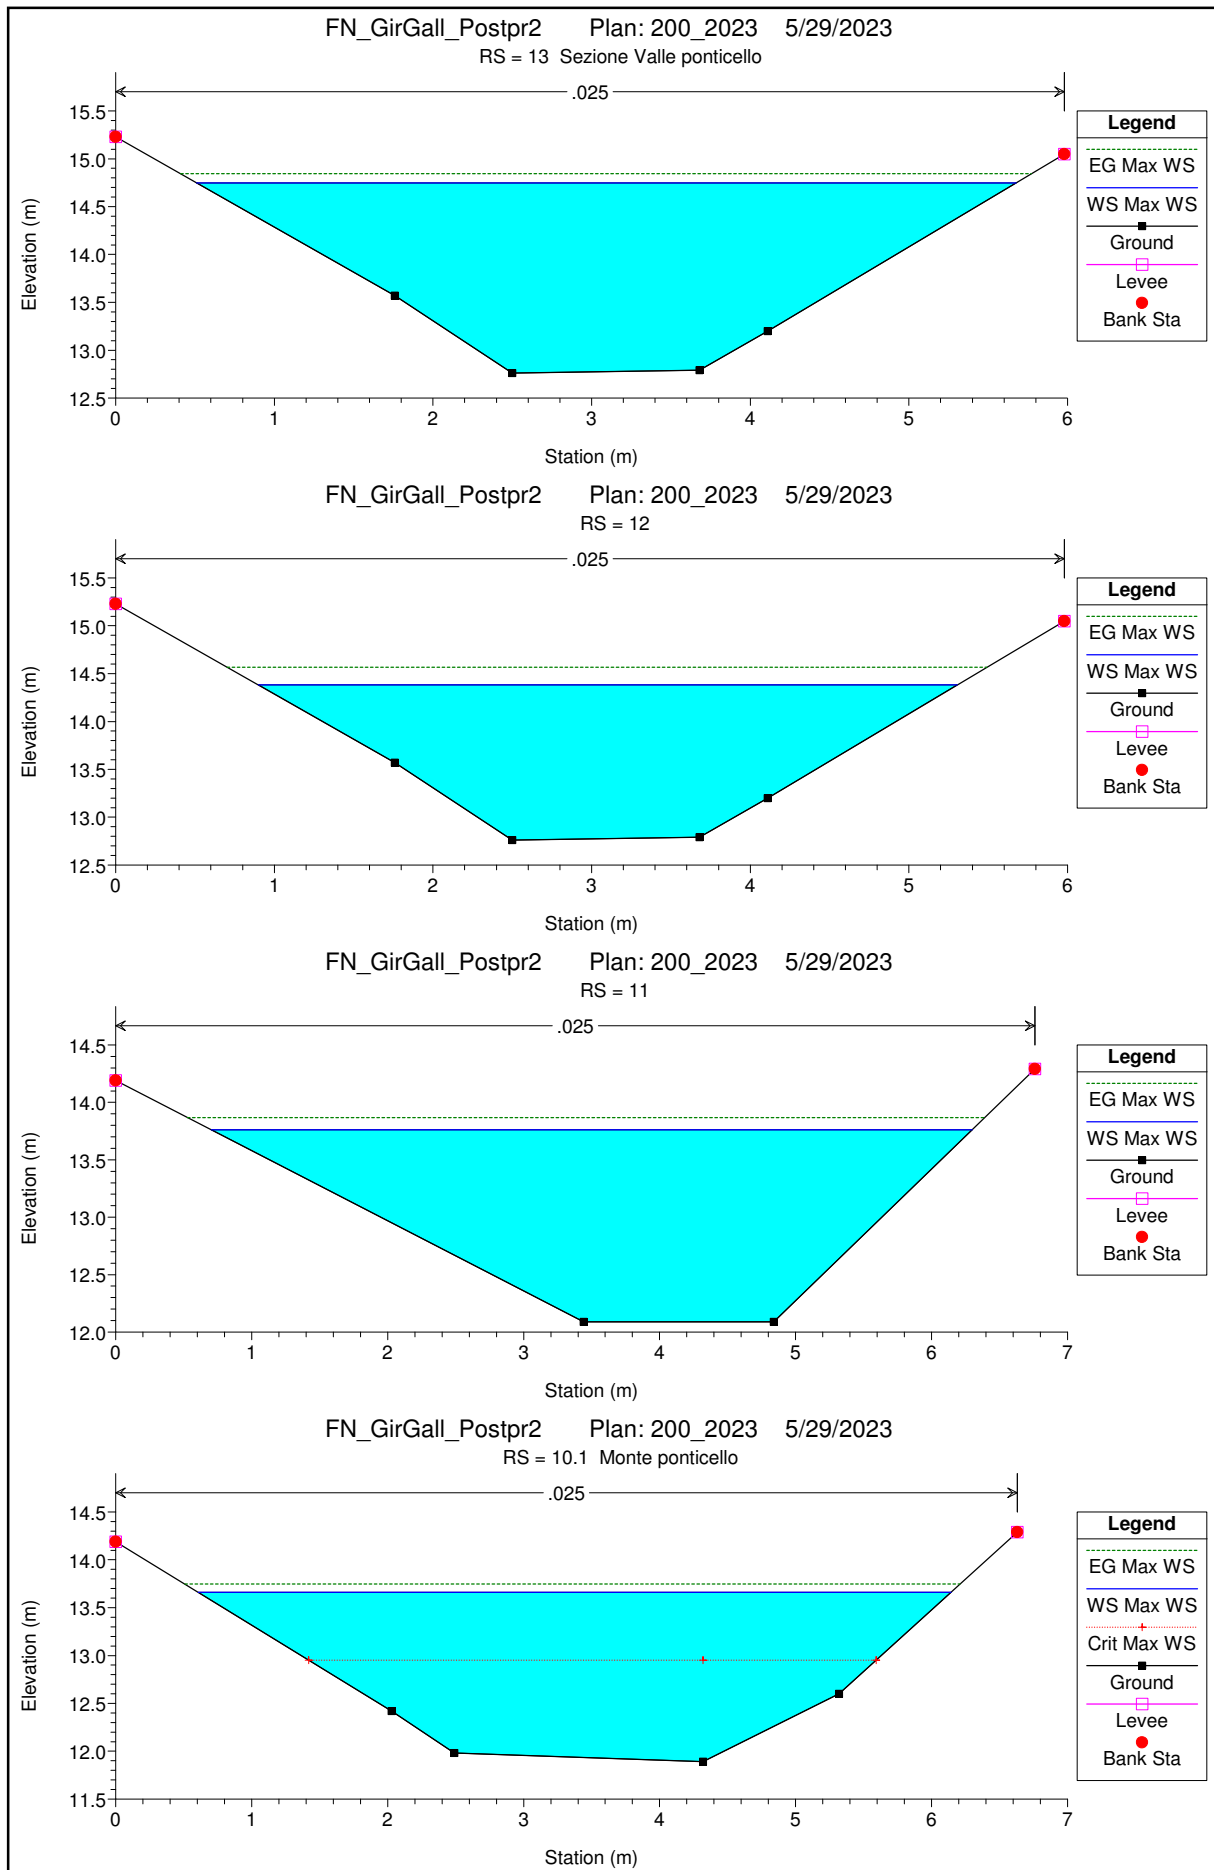 FN_GirGall_Postpr2 Plan: 200_2023 5/29/2023
RS = 13 Sezione Valle ponticello
.025
15.5
15.0
14.5
14.0
13.5
13.0
12.5
Elevation (m)
0 1 2 3 4 5 6
Station (m)
Legend
EG Max WS
WS Max WS
Ground
Levee
Bank Sta
FN_GirGall_Postpr2 Plan: 200_2023 5/29/2023
RS = 12
.025
15.5
15.0
14.5
14.0
13.5
13.0
12.5
Elevation (m)
0 1 2 3 4 5 6
Station (m)
Legend
EG Max WS
WS Max WS
Ground
Levee
Bank Sta
FN_GirGall_Postpr2 Plan: 200_2023 5/29/2023
RS = 11
.025
14.5
14.0
13.5
13.0
12.5
12.0
Elevation (m)
0 1 2 3 4 5 6 7
Station (m)
Legend
EG Max WS
WS Max WS
Ground
Levee
Bank Sta
FN_GirGall_Postpr2 Plan: 200_2023 5/29/2023
RS = 10.1 Monte ponticello
.025
14.5
14.0
13.5
13.0
12.5
12.0
11.5
Elevation (m)
0 1 2 3 4 5 6 7
Station (m)
Legend
EG Max WS
WS Max WS
Crit Max WS
Ground
Levee
Bank Sta